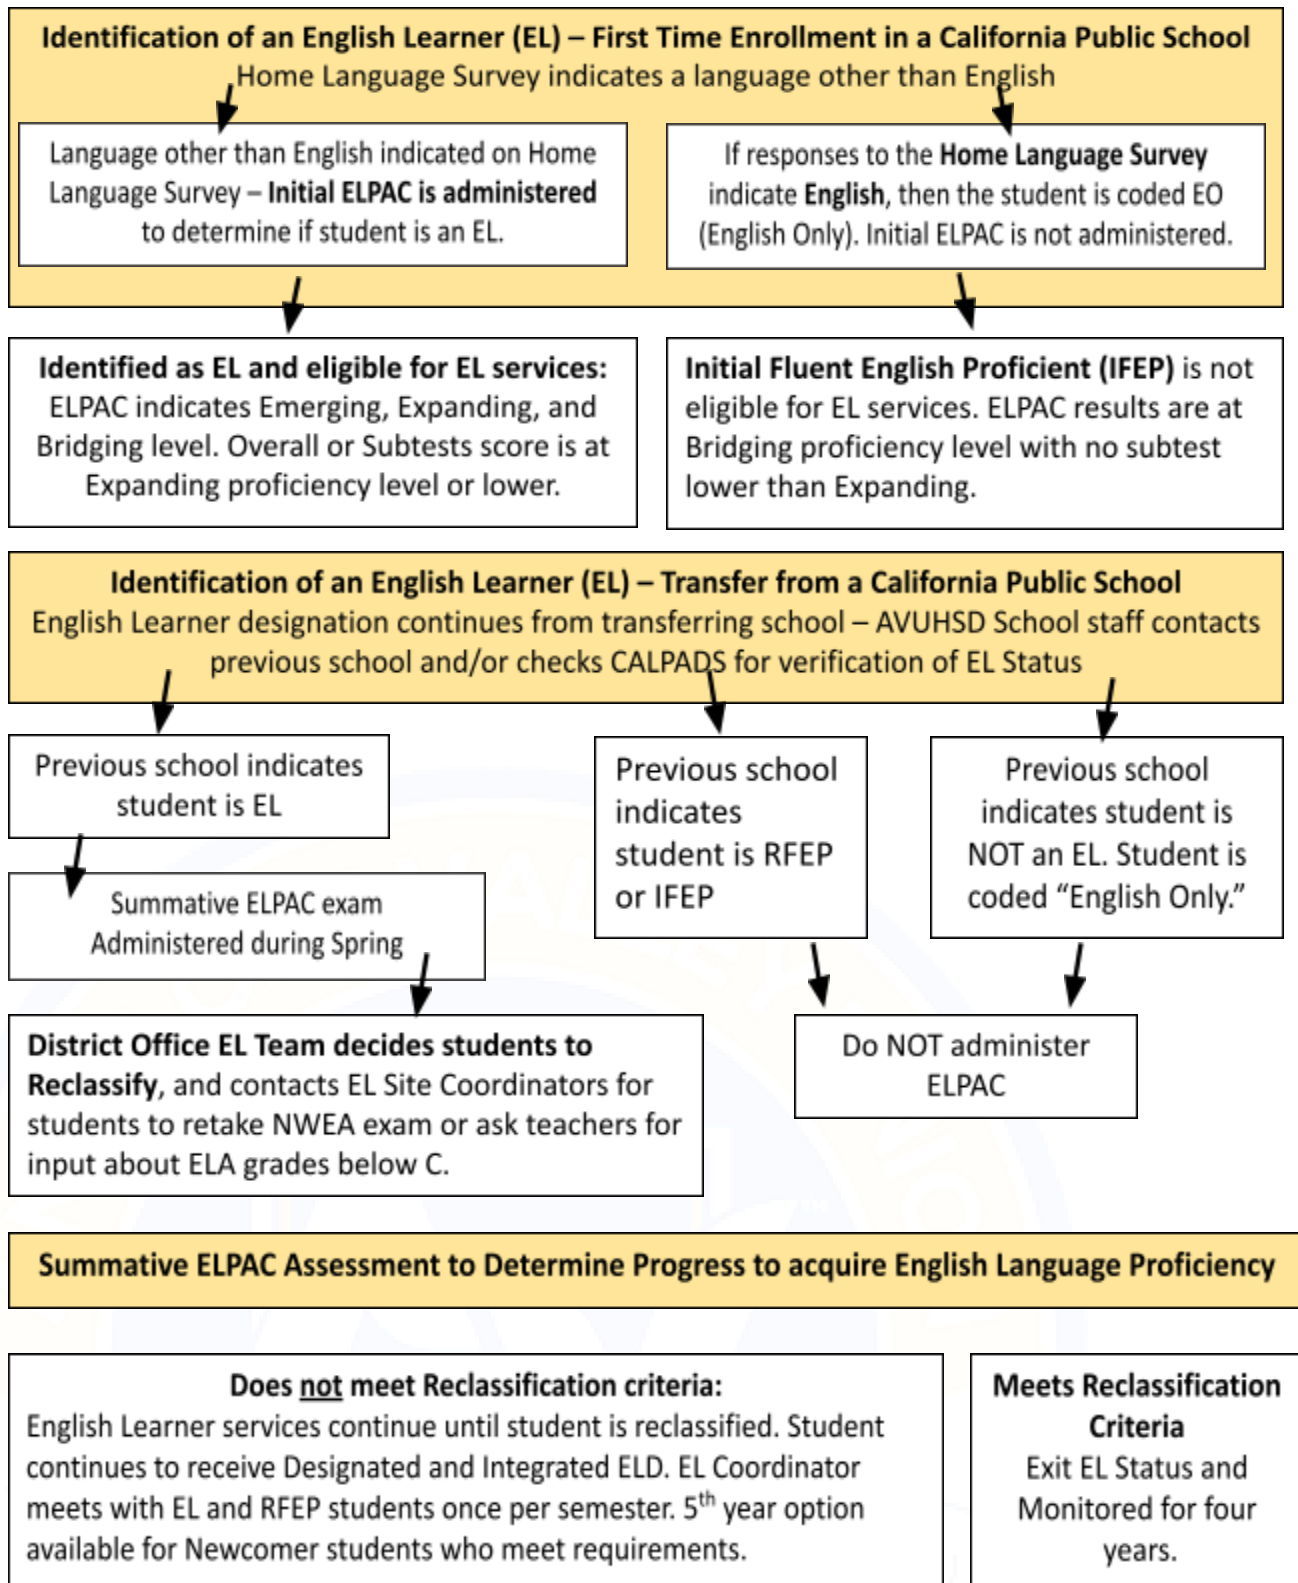 Identification of an English Learner (EL) – First Time Enrollment in a California Public School
Home Language Survey indicates a language other than English
Language other than English indicated on Home
Language Survey – Initial ELPAC is administered
to determine if student is an EL.
If responses to the Home Language Survey
indicate English, then the student is coded EO
(English Only). Initial ELPAC is not administered.
Identified as EL and eligible for EL services:
ELPAC indicates Emerging, Expanding, and
Bridging level. Overall or Subtests score is at
Expanding proficiency level or lower.
Initial Fluent English Proficient (IFEP) is not
eligible for EL services. ELPAC results are at
Bridging proficiency level with no subtest
lower than Expanding.
Identification of an English Learner (EL) – Transfer from a California Public School
English Learner designation continues from transferring school – AVUHSD School staff contacts
previous school and/or checks CALPADS for verification of EL Status
Previous school indicates
student is EL
Summative ELPAC exam
Administered during Spring
District Office EL Team decides students to
Reclassify, and contacts EL Site Coordinators for
students to retake NWEA exam or ask teachers for
input about ELA grades below C.
Previous school
indicates
student is RFEP
or IFEP
Previous school
indicates student is
NOT an EL. Student is
coded “English Only.”
Do NOT administer
ELPAC
Summative ELPAC Assessment to Determine Progress to acquire English Language Proficiency
Does not meet Reclassification criteria:
English Learner services continue until student is reclassified. Student
continues to receive Designated and Integrated ELD. EL Coordinator
meets with EL and RFEP students once per semester. 5th year option
available for Newcomer students who meet requirements.
Meets Reclassification
Criteria
Exit EL Status and
Monitored for four
years.